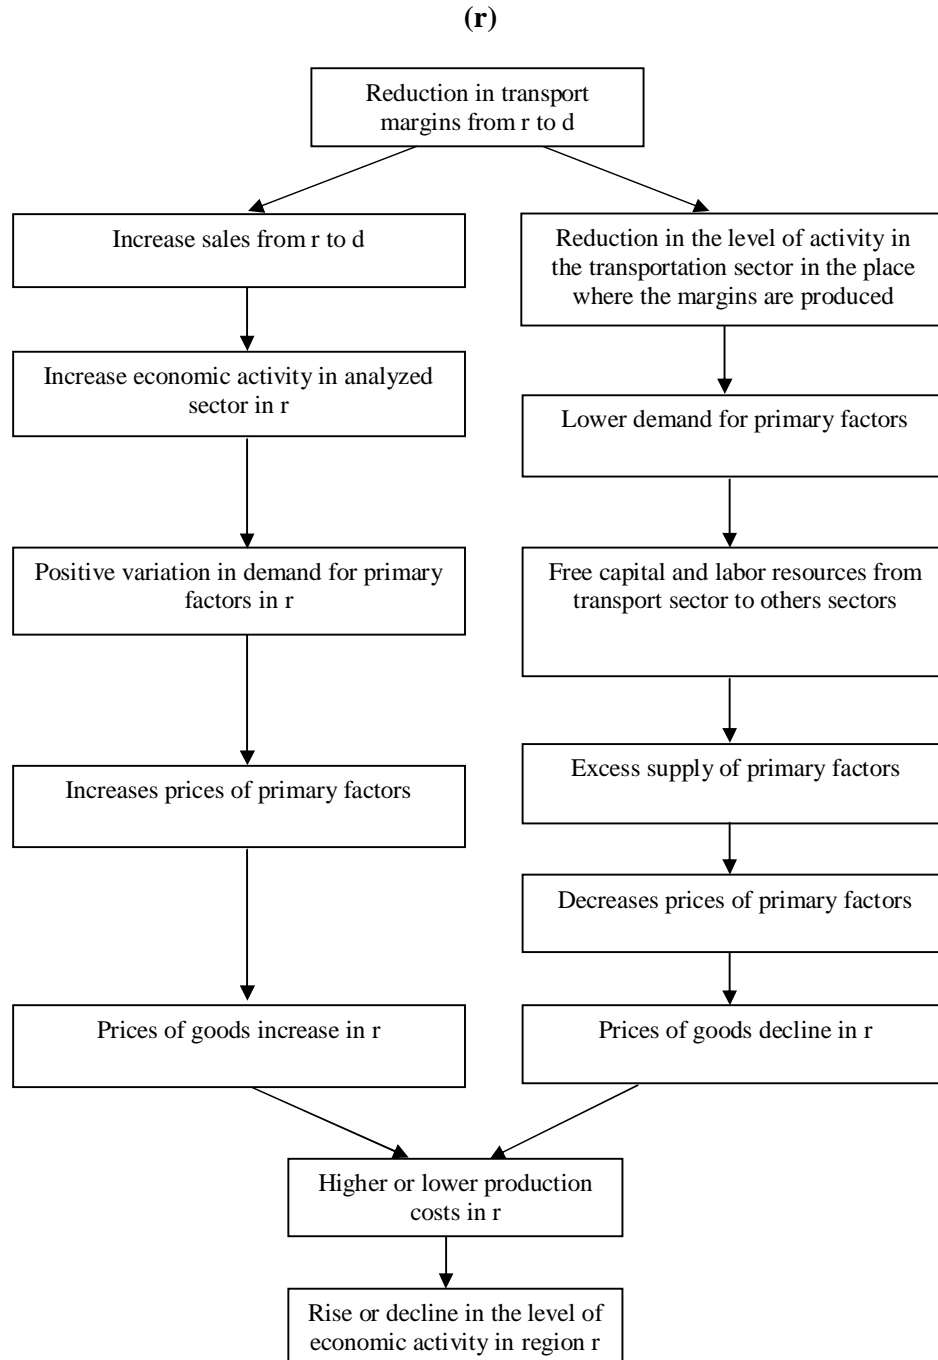 (r)
Reduction in transport
margins from r to d
Increase sales from r to d
Reduction in the level of activity in
the transportation sector in the place
where the margins are produced
Increase economic activity in analyzed
sector in r
Lower demand for primary factors
Positive variation in demand for primary
factors in r
Free capital and labor resources from
transport sector to others sectors
Increases prices of primary factors
Excess supply of primary factors
Decreases prices of primary factors
Prices of goods increase in r
Prices of goods decline in r
Higher or lower production
costs in r
Rise or decline in the level of
economic activity in region r